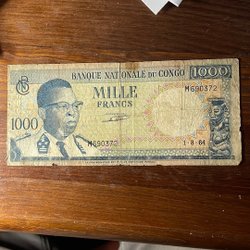 BANQUE NATIONALE DU CONGO 1000
M690372
MILLE
FRANCS
1000
M690372
1-8-64